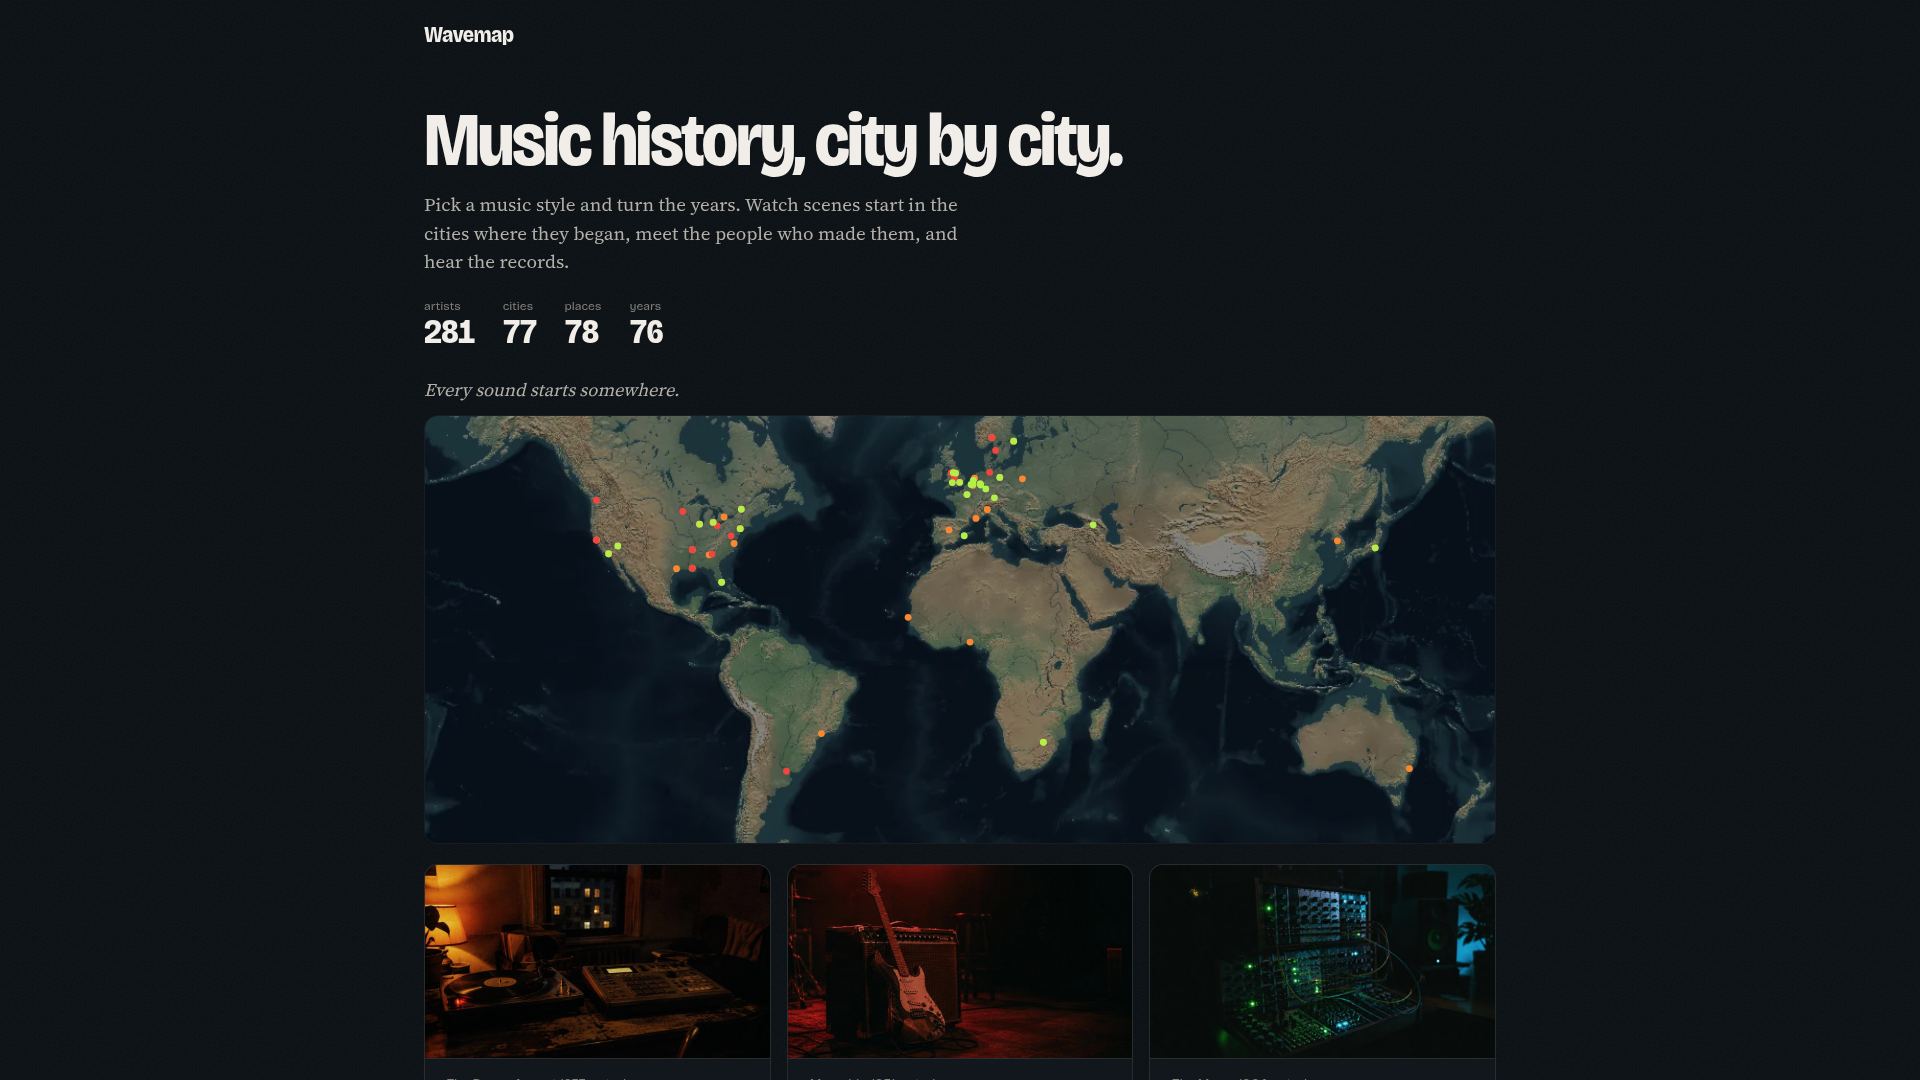 Wavemap
Music history, city by city.
Pick a music style and turn the years. Watch scenes start in the
cities where they began, meet the people who made them, and
hear the records.
artists cities places years
281 77 78 76
Every sound starts somewhere.